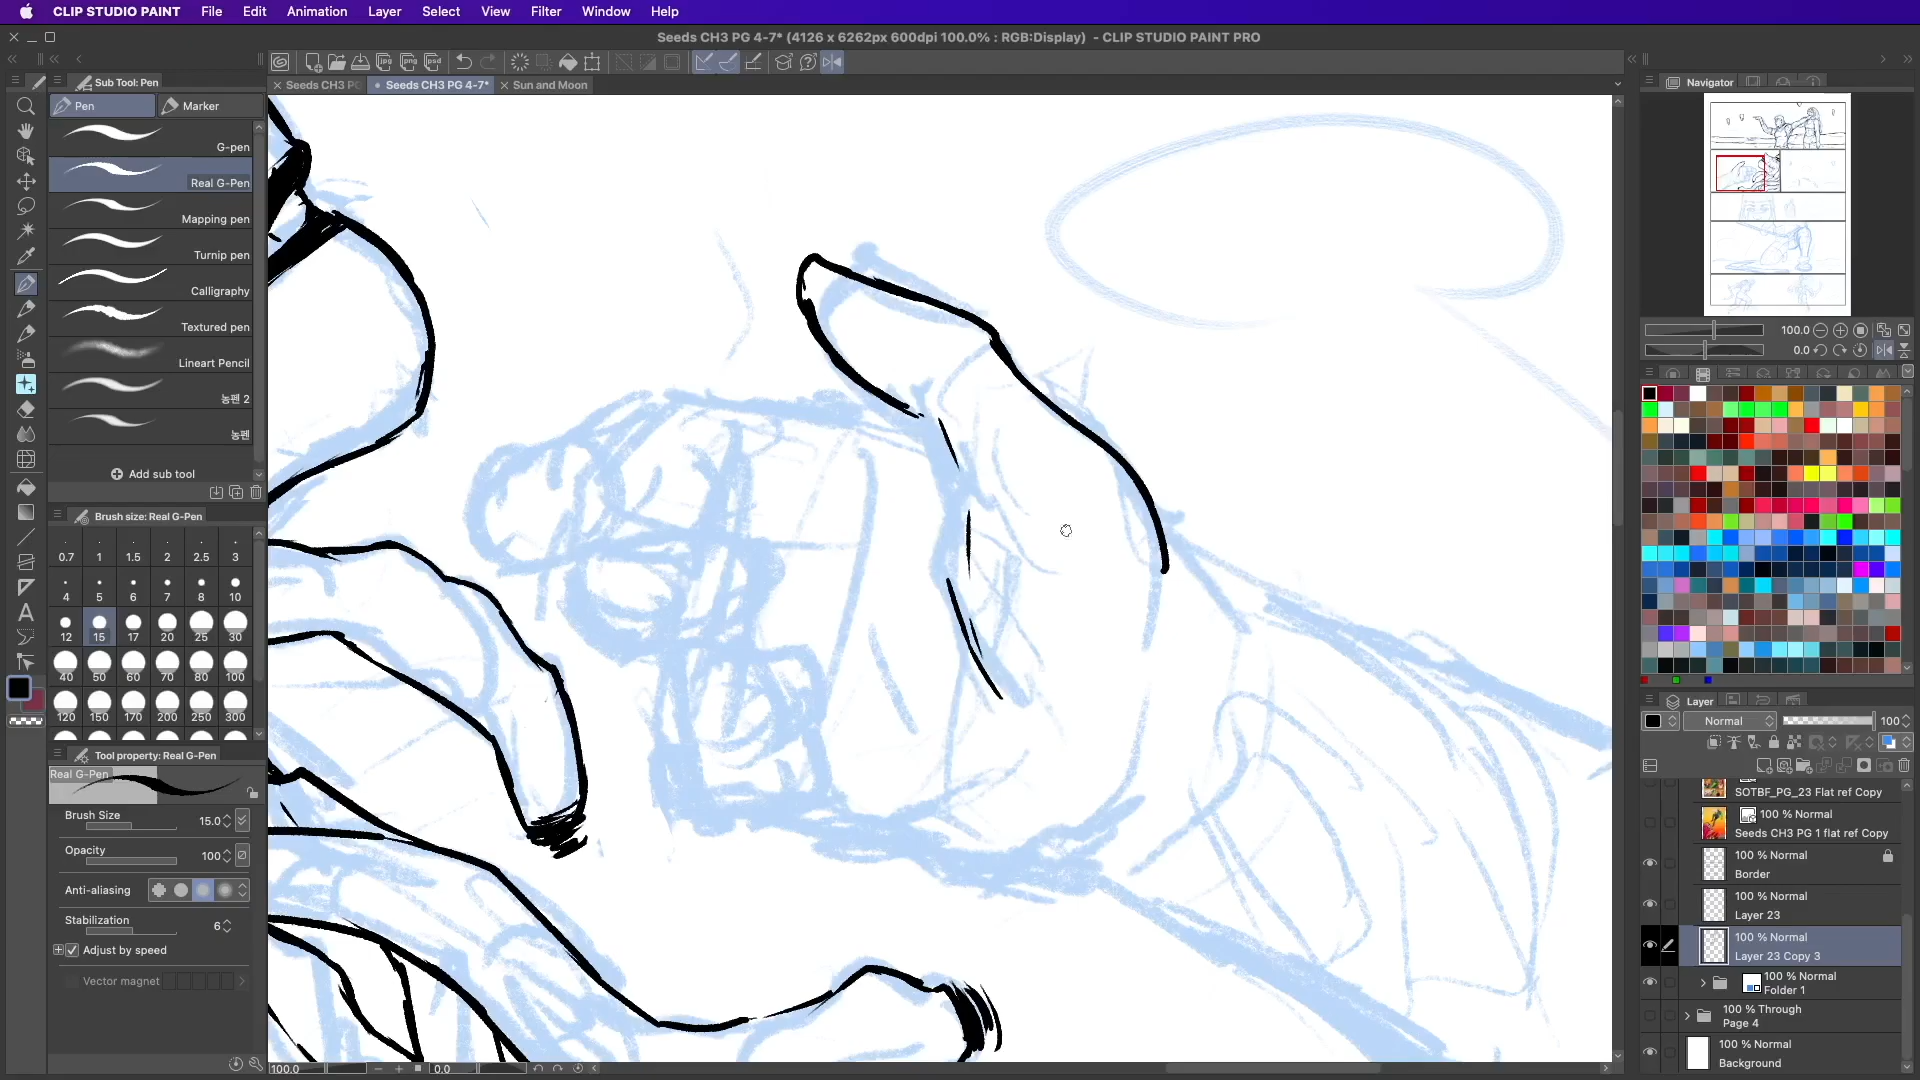 CLIP STUDIO PAINT File Edit Animation Layer Select View Filter Window Help
Seeds CH3 PG 4-7* (4126 x 6262px 600dpi 100.0% : RGB:Display) - CLIP STUDIO PAINT PRO
Sub Tool: Pen
Seeds CH3 PG
Seeds CH3 PG 4-7*
Sun and Moon
Navigator
Pen
Marker
G-pen
Real G-Pen
Mapping pen
Turnip pen
Calligraphy
Textured pen
Lineart Pencil
농펜 2
농펜
Add sub tool
Brush size: Real G-Pen
0.7 1 1.5 2 2.5 3
4 5 6 7 8 10
12 15 17 20 25 30
40 50 60 70 80 100
120 150 170 200 250 300
Tool property: Real G-Pen
Real G-Pen
Brush Size 15.0
Opacity 100
Anti-aliasing
Stabilization 6
Adjust by speed
Vector magnet
100.0
0.0
100.0
0.0
Layer
Normal 100
SOTBF_PG_23 Flat ref Copy
100 % Normal
Seeds CH3 PG 1 flat ref Copy
100 % Normal
Border
100 % Normal
Layer 23
100 % Normal
Layer 23 Copy 3
100 % Normal
Folder 1
100 % Through
Page 4
100 % Normal
Background